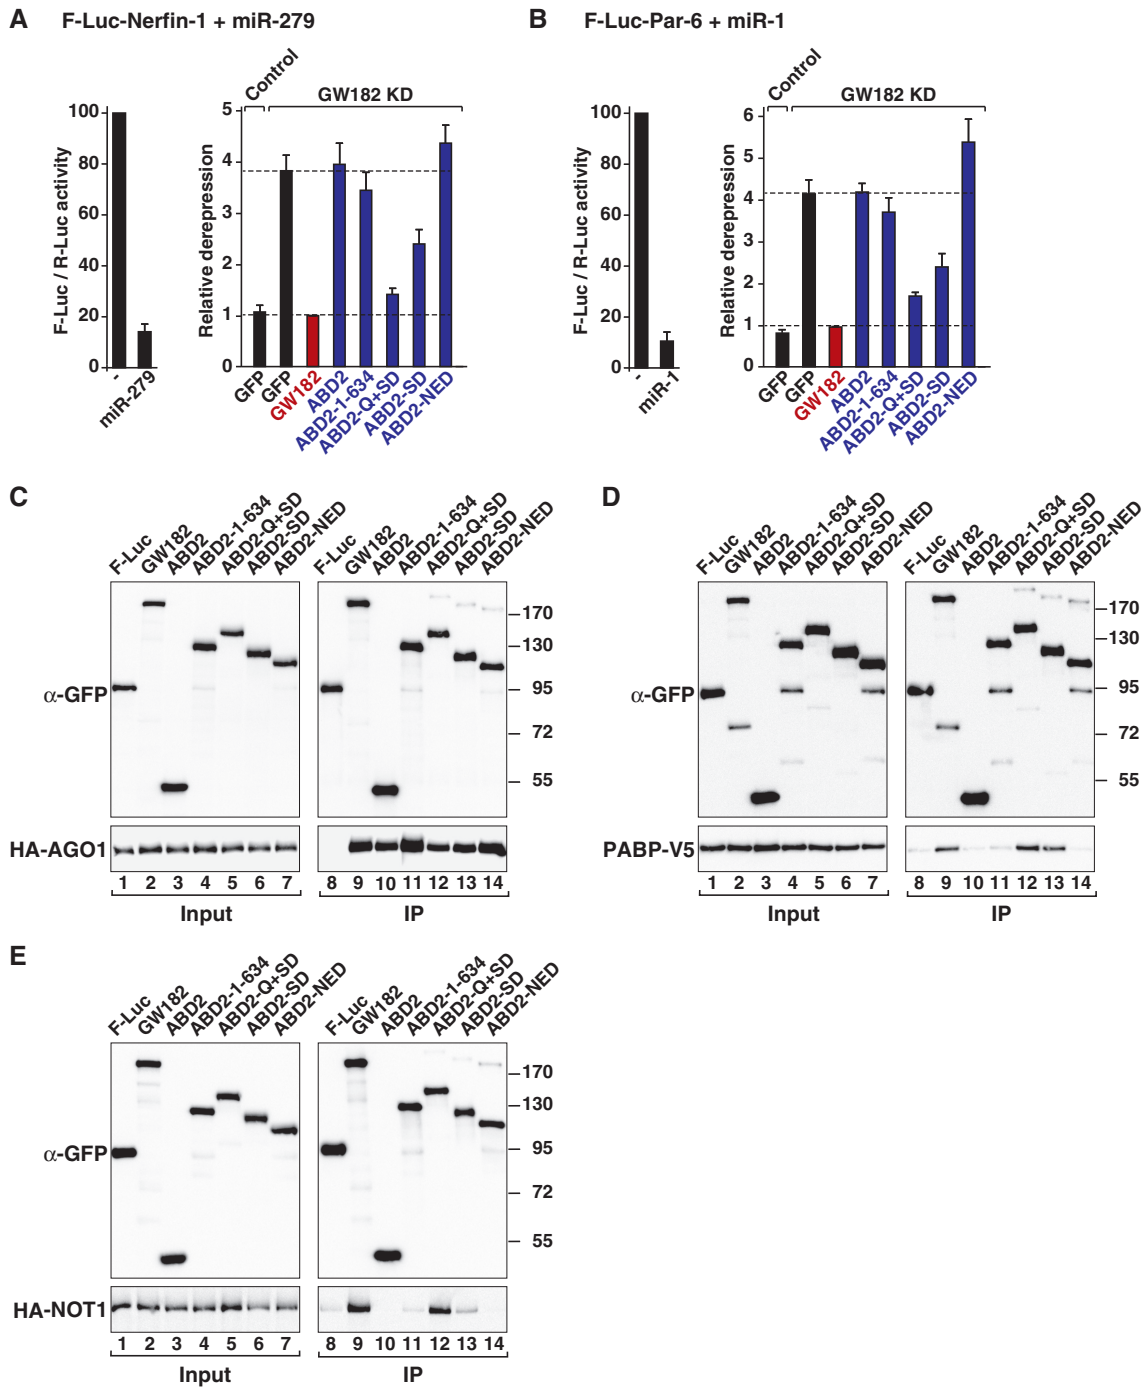 A F-Luc-Nerfin-1 + miR-279
Control
GW182 KD
F-Luc / R-Luc activity
100
80
60
40
20
0
-
miR-279
Relative derepression
5
4
3
2
1
0
GFP
GFP
GW182
ABD2
ABD2-1-634
ABD2-Q+SD
ABD2-SD
ABD2-NED
B F-Luc-Par-6 + miR-1
Control
GW182 KD
F-Luc / R-Luc activity
100
80
60
40
20
0
-
miR-1
Relative derepression
6
5
4
3
2
1
0
GFP
GFP
GW182
ABD2
ABD2-1-634
ABD2-Q+SD
ABD2-SD
ABD2-NED
C
F-Luc
GW182
ABD2
ABD2-1-634
ABD2-Q+SD
ABD2-SD
ABD2-NED
F-Luc
GW182
ABD2
ABD2-1-634
ABD2-Q+SD
ABD2-SD
ABD2-NED
α-GFP
170
130
95
72
55
HA-AGO1
1 2 3 4 5 6 7 8 9 10 11 12 13 14
Input IP
D
F-Luc
GW182
ABD2
ABD2-1-634
ABD2-Q+SD
ABD2-SD
ABD2-NED
F-Luc
GW182
ABD2
ABD2-1-634
ABD2-Q+SD
ABD2-SD
ABD2-NED
α-GFP
170
130
95
72
55
PABP-V5
1 2 3 4 5 6 7 8 9 10 11 12 13 14
Input IP
E
F-Luc
GW182
ABD2
ABD2-1-634
ABD2-Q+SD
ABD2-SD
ABD2-NED
F-Luc
GW182
ABD2
ABD2-1-634
ABD2-Q+SD
ABD2-SD
ABD2-NED
α-GFP
170
130
95
72
55
HA-NOT1
1 2 3 4 5 6 7 8 9 10 11 12 13 14
Input IP